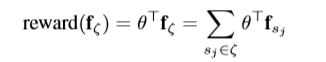 reward(f_ζ) = θ^⊤ f_ζ = ∑_{s_j∈ζ} θ^⊤ f_{s_j}